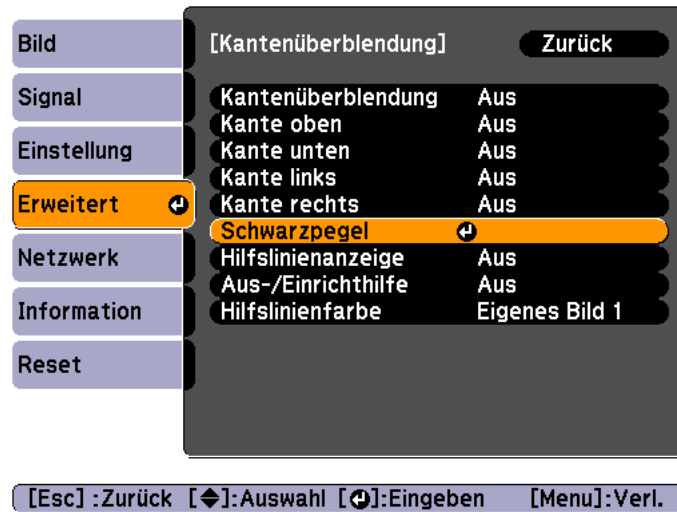 Bild
Signal
Einstellung
Erweitert
Netzwerk
Information
Reset
[Kantenüberblendung] Zurück
Kantenüberblendung Aus
Kante oben Aus
Kante unten Aus
Kante links Aus
Kante rechts Aus
Schwarzpegel
Hilfslinienanzeige Aus
Aus-/Einrichthilfe Aus
Hilfslinienfarbe Eigenes Bild 1
[Esc] :Zurück [◆]:Auswahl [⏎]:Eingeben [Menu]:Verl.